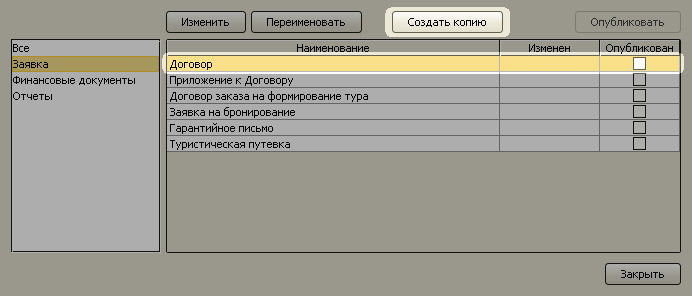 Изменить Переименовать Создать копию Опубликовать
Все
Заявка
Финансовые документы
Отчеты
Наименование Изменен Опубликован
Договор
Приложение к Договору
Договор заказа на формирование тура
Заявка на бронирование
Гарантийное письмо
Туристическая путевка
Закрыть